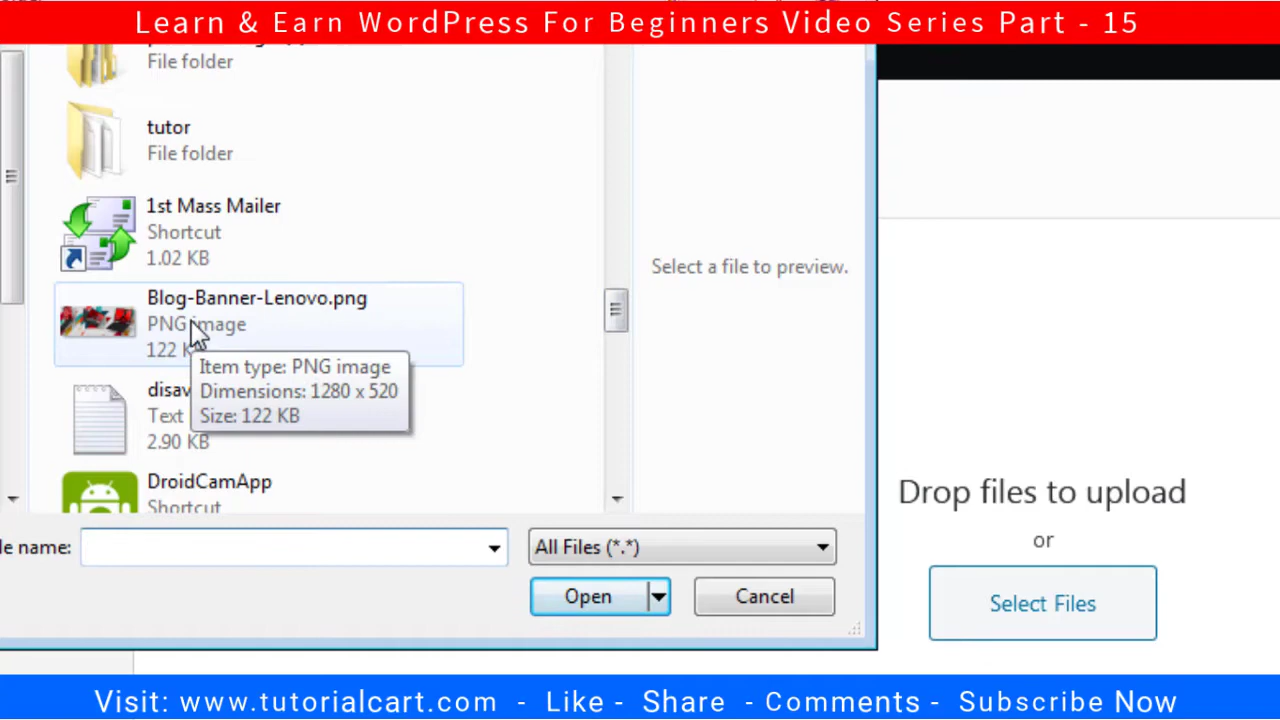 Learn & Earn WordPress For Beginners Video Series Part - 15
File folder
tutor
File folder
1st Mass Mailer
Shortcut
1.02 KB
Select a file to preview.
Blog-Banner-Lenovo.png
PNG image
122
Item type: PNG image
Dimensions: 1280 x 520
Size: 122 KB
Text
2.90 KB
DroidCamApp
Shortcut
Drop files to upload
or
Select Files
name:
All Files (*.*)
Open
Cancel
Visit: www.tutorialcart.com - Like - Share - Comments - Subscribe Now